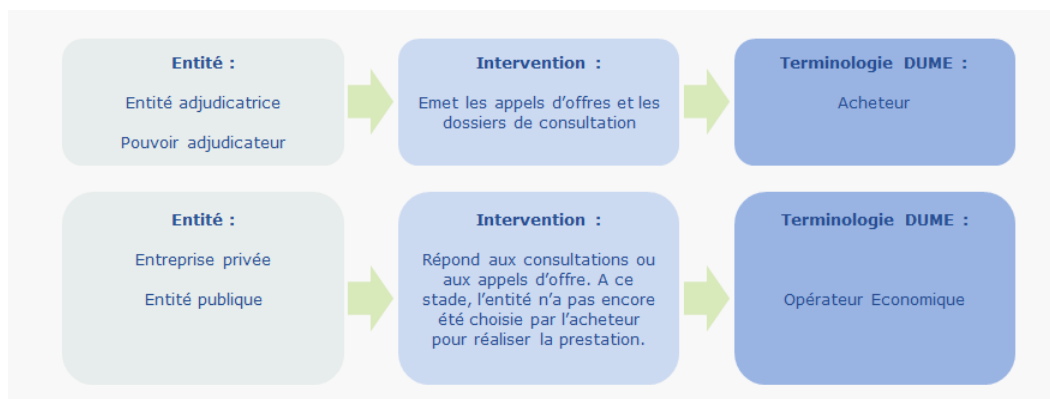 Entité :
Entité adjudicatrice
Pouvoir adjudicateur
Intervention :
Emet les appels d’offres et les
dossiers de consultation
Terminologie DUME :
Acheteur
Entité :
Entreprise privée
Entité publique
Intervention :
Répond aux consultations ou
aux appels d’offre. A ce
stade, l’entité n’a pas encore
été choisie par l’acheteur
pour réaliser la prestation.
Terminologie DUME :
Opérateur Economique